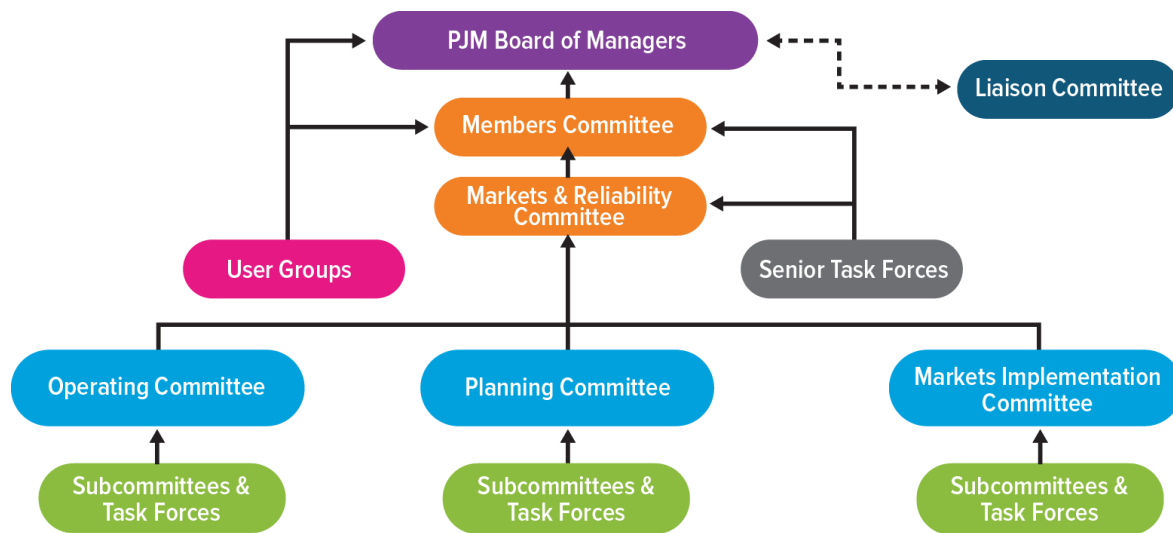 PJM Board of Managers
Liaison Committee
Members Committee
Markets & Reliability
Committee
User Groups
Senior Task Forces
Operating Committee
Planning Committee
Markets Implementation
Committee
Subcommittees &
Task Forces
Subcommittees &
Task Forces
Subcommittees &
Task Forces